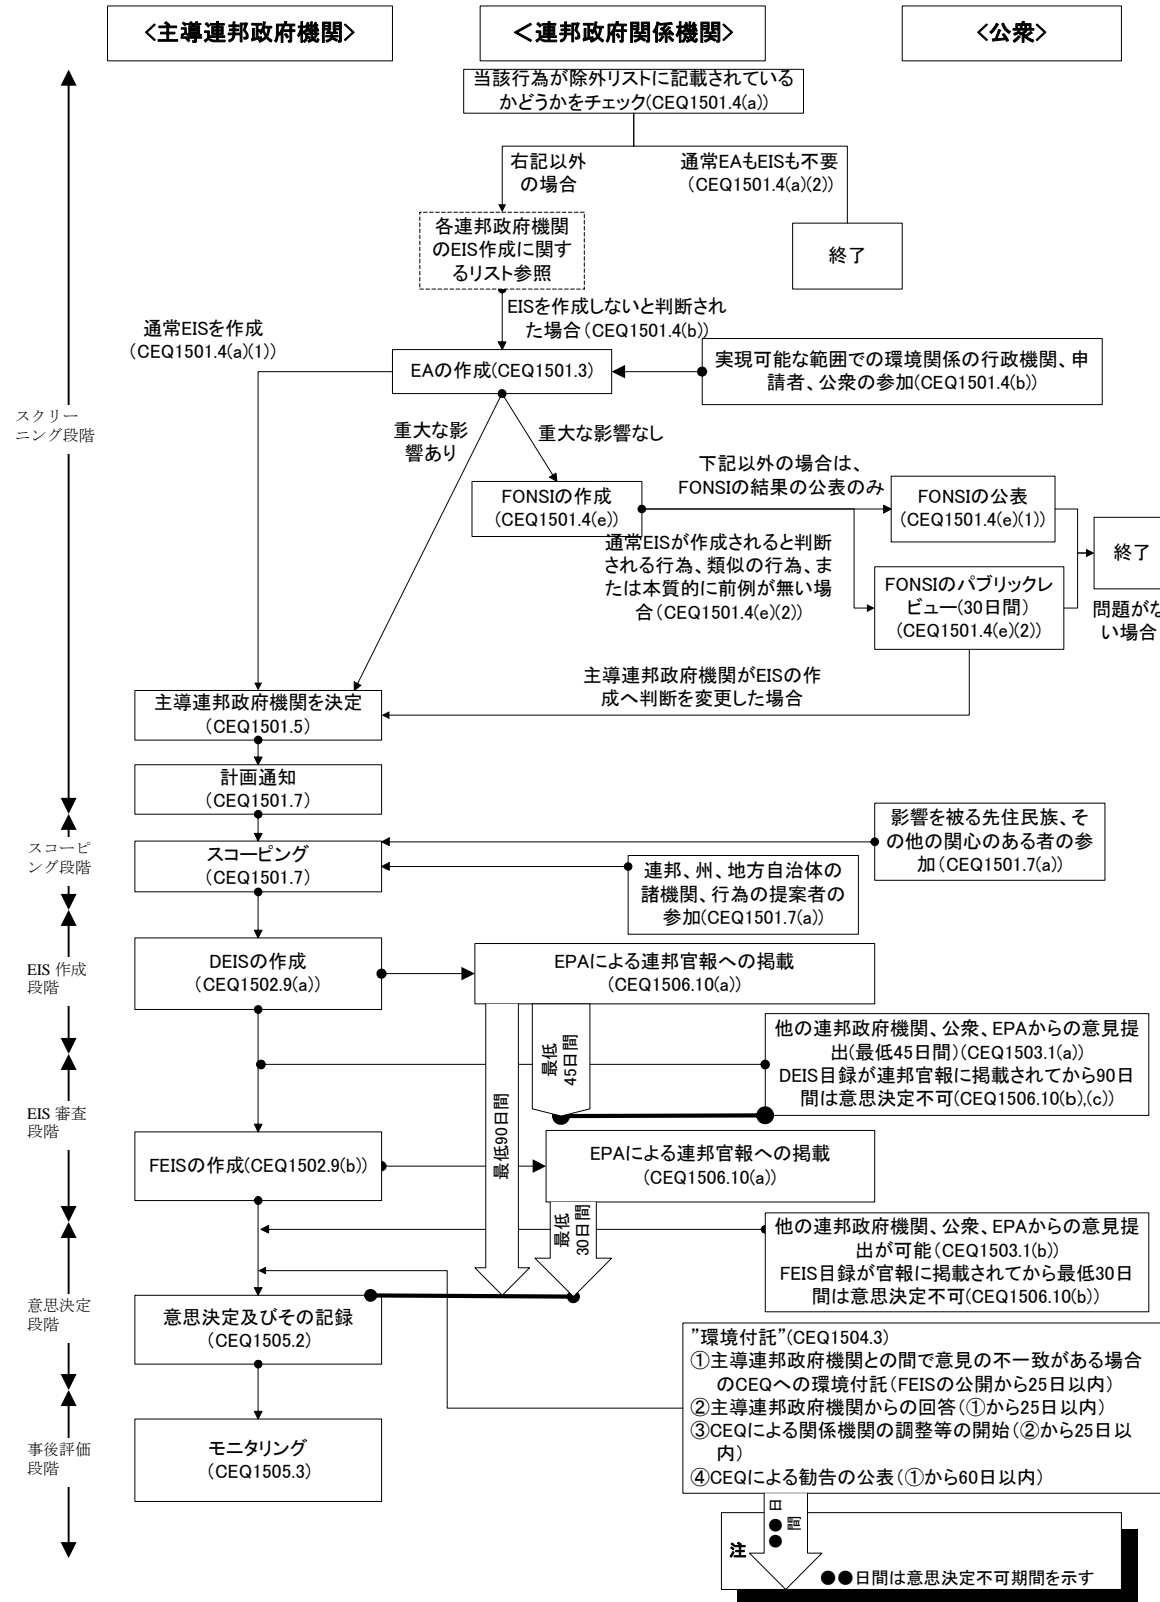 <主導連邦政府機関>
<連邦政府関係機関>
<公衆>
当該行為が除外リストに記載されている
かどうかをチェック(CEQ1501.4(a))
右記以外
の場合
通常EAもEISも不要
(CEQ1501.4(a)(2))
各連邦政府機関
のEIS作成に関す
るリスト参照
終了
EISを作成しないと判断され
た場合(CEQ1501.4(b))
通常EISを作成
(CEQ1501.4(a)(1))
EAの作成(CEQ1501.3)
実現可能な範囲での環境関係の行政機関、申
請者、公衆の参加(CEQ1501.4(b))
スクリー
ニング段階
重大な影
響あり
重大な影響なし
下記以外の場合は、
FONSIの結果の公表のみ
FONSIの作成
(CEQ1501.4(e))
FONSIの公表
(CEQ1501.4(e)(1))
通常EISが作成されると判断
される行為、類似の行為、ま
たは本質的に前例が無い場
合(CEQ1501.4(e)(2))
終了
FONSIのパブリックレ
ビュー(30日間)
(CEQ1501.4(e)(2))
問題がな
い場合
主導連邦政府機関がEISの作
成へ判断を変更した場合
主導連邦政府機関を決定
(CEQ1501.5)
計画通知
(CEQ1501.7)
スコーピ
ング段階
スコーピング
(CEQ1501.7)
影響を被る先住民族、そ
の他の関心のある者の参
加(CEQ1501.7(a))
連邦、州、地方自治体の
諸機関、行為の提案者の
参加(CEQ1501.7(a))
EIS 作成
段階
DEISの作成
(CEQ1502.9(a))
EPAによる連邦官報への掲載
(CEQ1506.10(a))
最低
45日間
最低90日間
他の連邦政府機関、公衆、EPAからの意見提
出(最低45日間)(CEQ1503.1(a))
DEIS目録が連邦官報に掲載されてから90日
間は意思決定不可(CEQ1506.10(b),(c))
EIS 審査
段階
FEISの作成(CEQ1502.9(b))
EPAによる連邦官報への掲載
(CEQ1506.10(a))
最低
30日間
他の連邦政府機関、公衆、EPAからの意見提
出が可能(CEQ1503.1(b))
FEIS目録が官報に掲載されてから最低30日
間は意思決定不可(CEQ1506.10(b))
意思決定
段階
意思決定及びその記録
(CEQ1505.2)
”環境付託”(CEQ1504.3)
①主導連邦政府機関との間で意見の不一致がある場合
のCEQへの環境付託(FEISの公開から25日以内)
②主導連邦政府機関からの回答(①から25日以内)
③CEQによる関係機関の調整等の開始(②から25日以
内)
④CEQによる勧告の公表(①から60日以内)
事後評価
段階
モニタリング
(CEQ1505.3)
注
●●日
間
●●日間は意思決定不可期間を示す